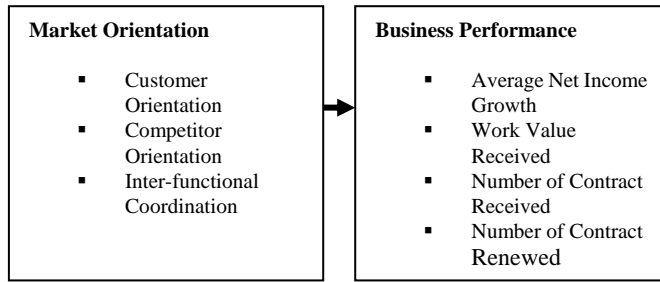 Market Orientation
▪ Customer
Orientation
▪ Competitor
Orientation
▪ Inter-functional
Coordination
Business Performance
▪ Average Net Income
Growth
▪ Work Value
Received
▪ Number of Contract
Received
▪ Number of Contract
Renewed